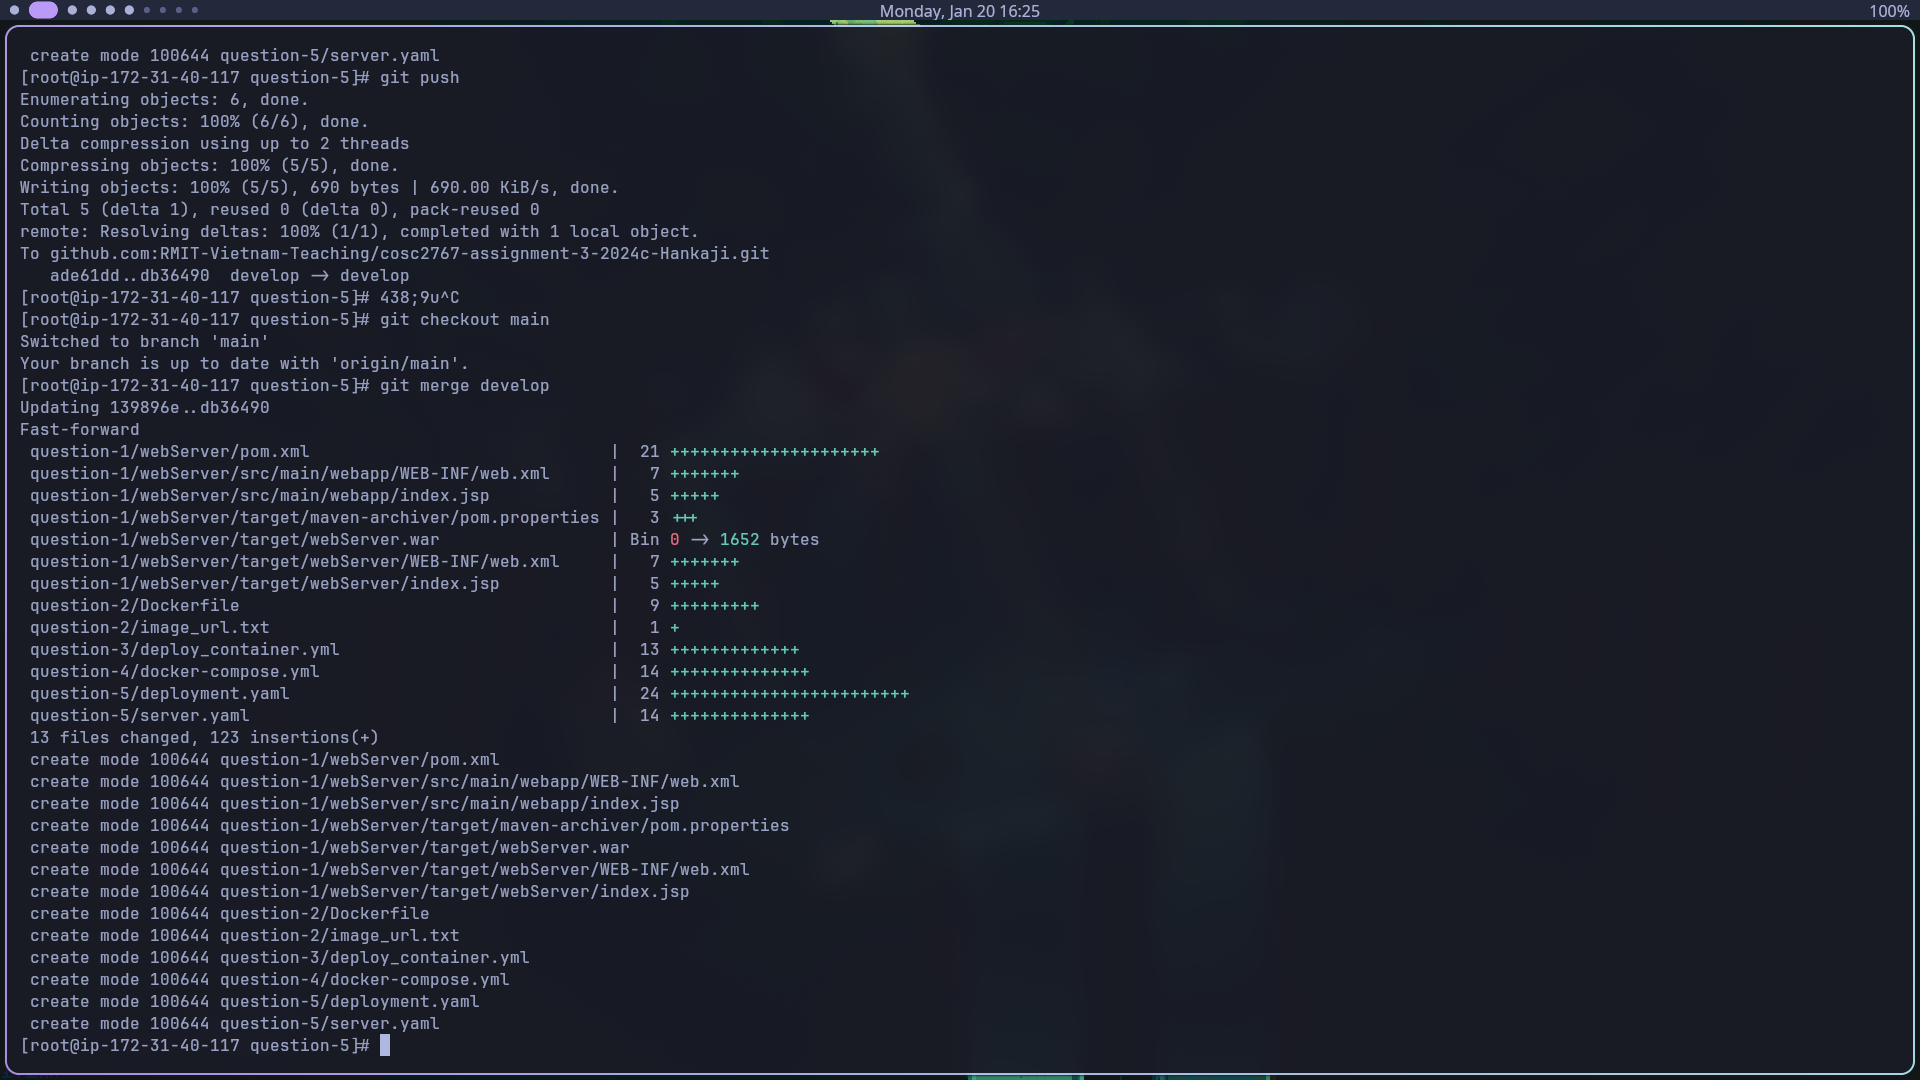 Monday, Jan 20 16:25
100%
create mode 100644 question-5/server.yaml
[root@ip-172-31-40-117 question-5]# git push
Enumerating objects: 6, done.
Counting objects: 100% (6/6), done.
Delta compression using up to 2 threads
Compressing objects: 100% (5/5), done.
Writing objects: 100% (5/5), 690 bytes | 690.00 KiB/s, done.
Total 5 (delta 1), reused 0 (delta 0), pack-reused 0
remote: Resolving deltas: 100% (1/1), completed with 1 local object.
To github.com:RMIT-Vietnam-Teaching/cosc2767-assignment-3-2024c-Hankaji.git
ade61dd..db36490  develop -> develop
[root@ip-172-31-40-117 question-5]# 438;9u^C
[root@ip-172-31-40-117 question-5]# git checkout main
Switched to branch 'main'
Your branch is up to date with 'origin/main'.
[root@ip-172-31-40-117 question-5]# git merge develop
Updating 139896e..db36490
Fast-forward
question-1/webServer/pom.xml | 21 +++++++++++++++++++++
question-1/webServer/src/main/webapp/WEB-INF/web.xml | 7 +++++++
question-1/webServer/src/main/webapp/index.jsp | 5 +++++
question-1/webServer/target/maven-archiver/pom.properties | 3 +++
question-1/webServer/target/webServer.war | Bin 0 -> 1652 bytes
question-1/webServer/target/webServer/WEB-INF/web.xml | 7 +++++++
question-1/webServer/target/webServer/index.jsp | 5 +++++
question-2/Dockerfile | 9 +++++++++
question-2/image_url.txt | 1 +
question-3/deploy_container.yml | 13 +++++++++++++
question-4/docker-compose.yml | 14 ++++++++++++++
question-5/deployment.yaml | 24 ++++++++++++++++++++++++
question-5/server.yaml | 14 ++++++++++++++
13 files changed, 123 insertions(+)
create mode 100644 question-1/webServer/pom.xml
create mode 100644 question-1/webServer/src/main/webapp/WEB-INF/web.xml
create mode 100644 question-1/webServer/src/main/webapp/index.jsp
create mode 100644 question-1/webServer/target/maven-archiver/pom.properties
create mode 100644 question-1/webServer/target/webServer.war
create mode 100644 question-1/webServer/target/webServer/WEB-INF/web.xml
create mode 100644 question-1/webServer/target/webServer/index.jsp
create mode 100644 question-2/Dockerfile
create mode 100644 question-2/image_url.txt
create mode 100644 question-3/deploy_container.yml
create mode 100644 question-4/docker-compose.yml
create mode 100644 question-5/deployment.yaml
create mode 100644 question-5/server.yaml
[root@ip-172-31-40-117 question-5]#